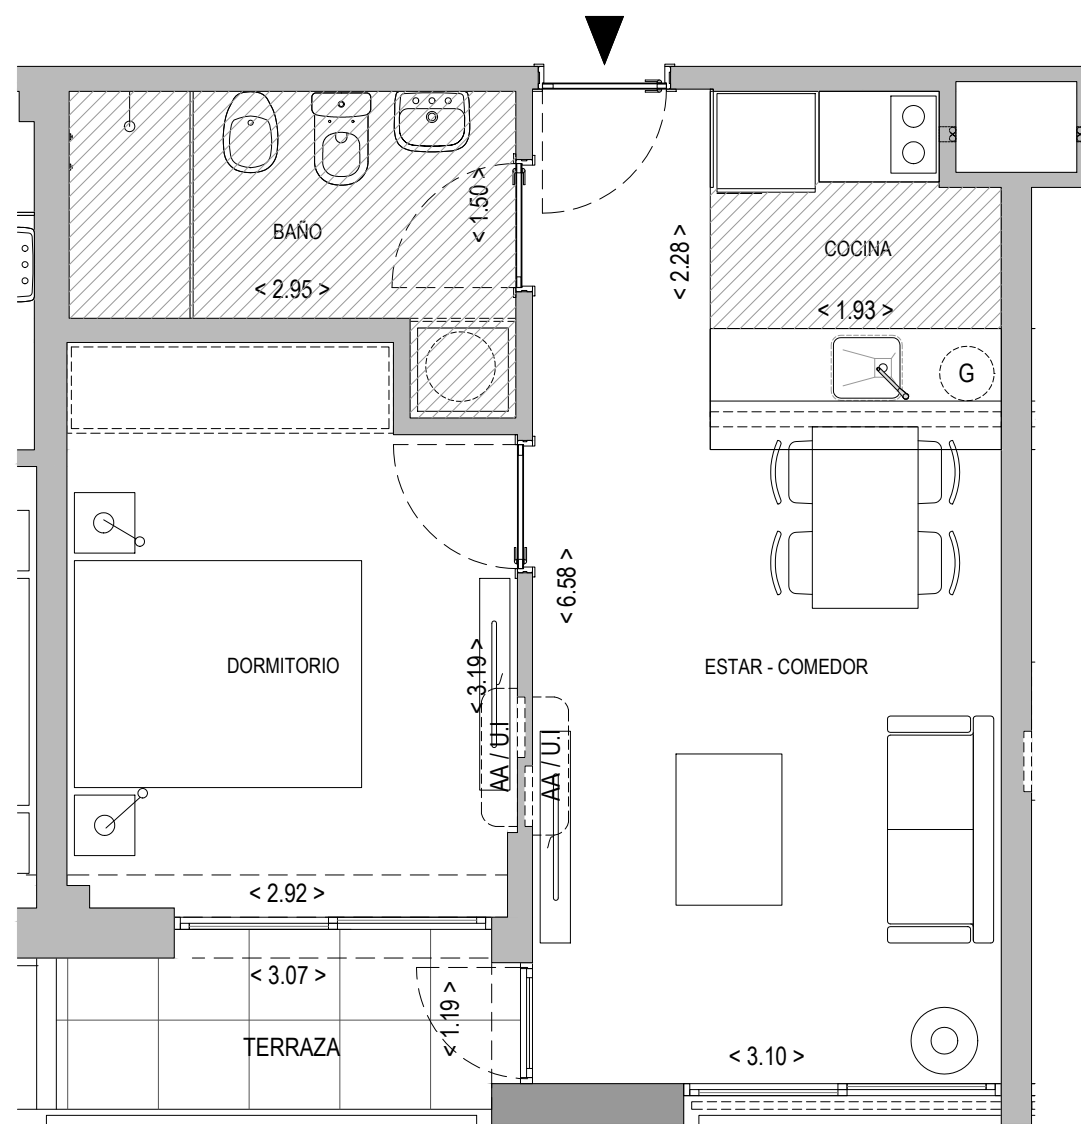 < 1.50 >
BAÑO
< 2.95 >
< 2.28 >
COCINA
< 1.93 >
G
< 6.58 >
DORMITORIO
< 3.19 >
ESTAR - COMEDOR
AA / U.I
AA / U.I
< 2.92 >
< 3.07 >
< 1.19 >
TERRAZA
< 3.10 >